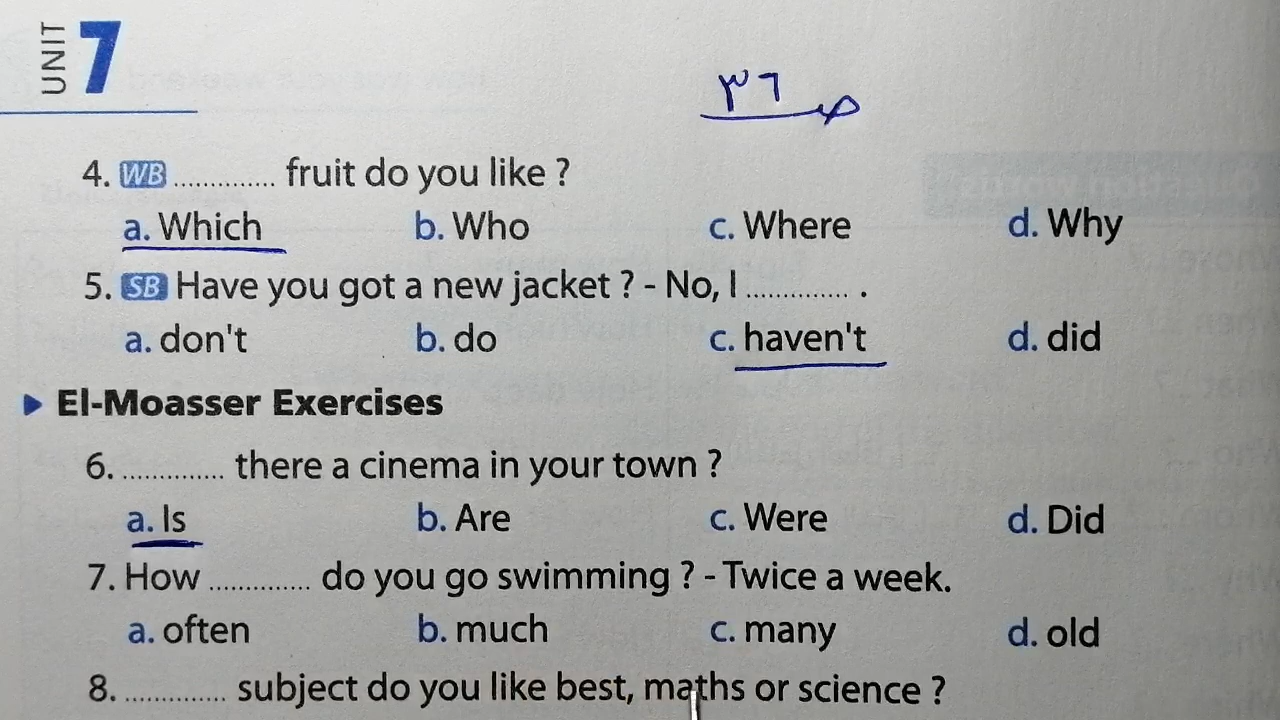 UNIT 7
ص ٣٦
4. WB .............. fruit do you like ?
a. Which b. Who c. Where d. Why
5. SB Have you got a new jacket ? - No, I .............. .
a. don't b. do c. haven't d. did
El-Moasser Exercises
6. .............. there a cinema in your town ?
a. Is b. Are c. Were d. Did
7. How .............. do you go swimming ? - Twice a week.
a. often b. much c. many d. old
8. .............. subject do you like best, maths or science ?